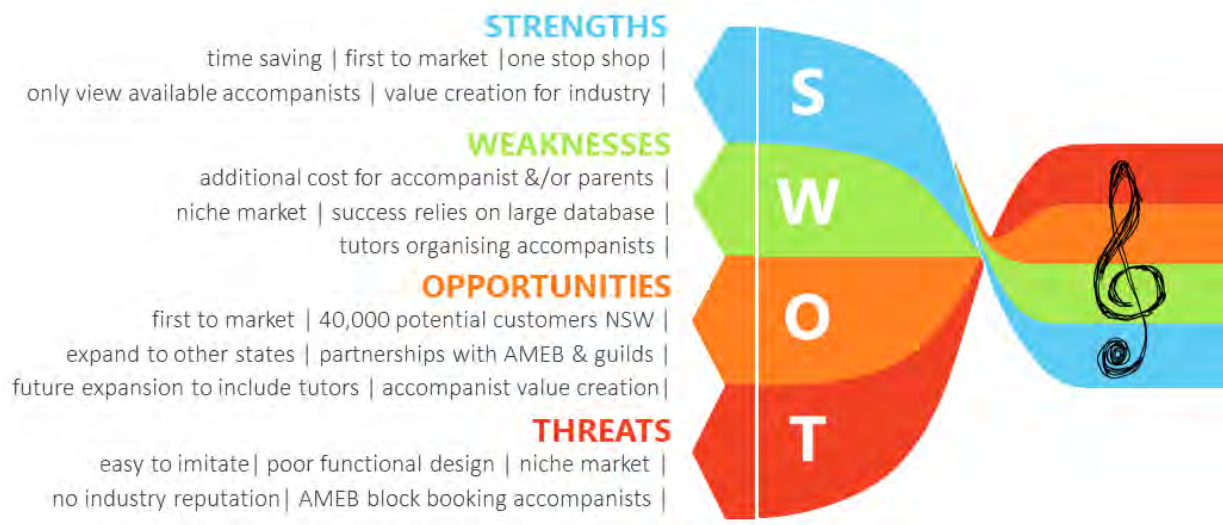 STRENGTHS
time saving | first to market |one stop shop |
only view available accompanists | value creation for industry |
WEAKNESSES
additional cost for accompanist &/or parents |
niche market | success relies on large database |
tutors organising accompanists |
OPPORTUNITIES
first to market | 40,000 potential customers NSW |
expand to other states | partnerships with AMEB & guilds |
future expansion to include tutors | accompanist value creation|
THREATS
easy to imitate| poor functional design | niche market |
no industry reputation| AMEB block booking accompanists |
S
W
O
T